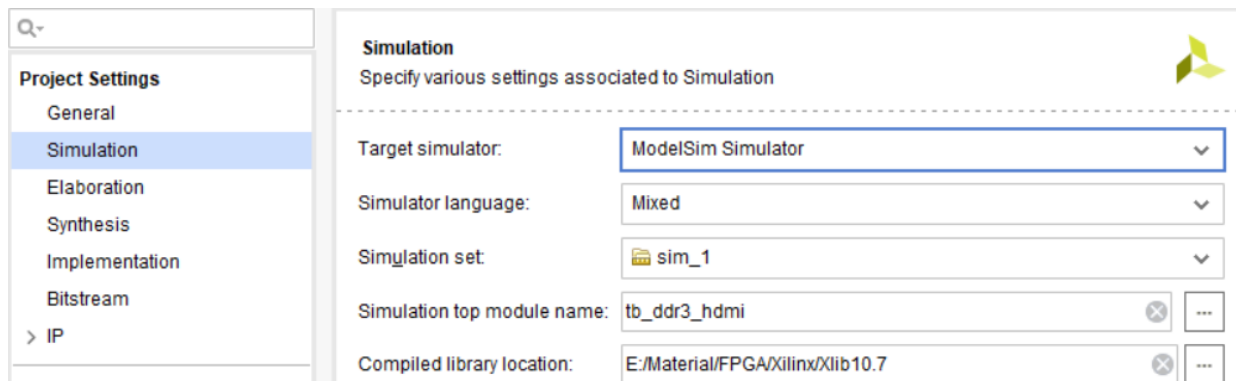 Project Settings
General
Simulation
Elaboration
Synthesis
Implementation
Bitstream
IP
Simulation
Specify various settings associated to Simulation
Target simulator: ModelSim Simulator
Simulator language: Mixed
Simulation set: sim_1
Simulation top module name: tb_ddr3_hdmi ...
Compiled library location: E:/Material/FPGA/Xilinx/Xlib10.7 ...